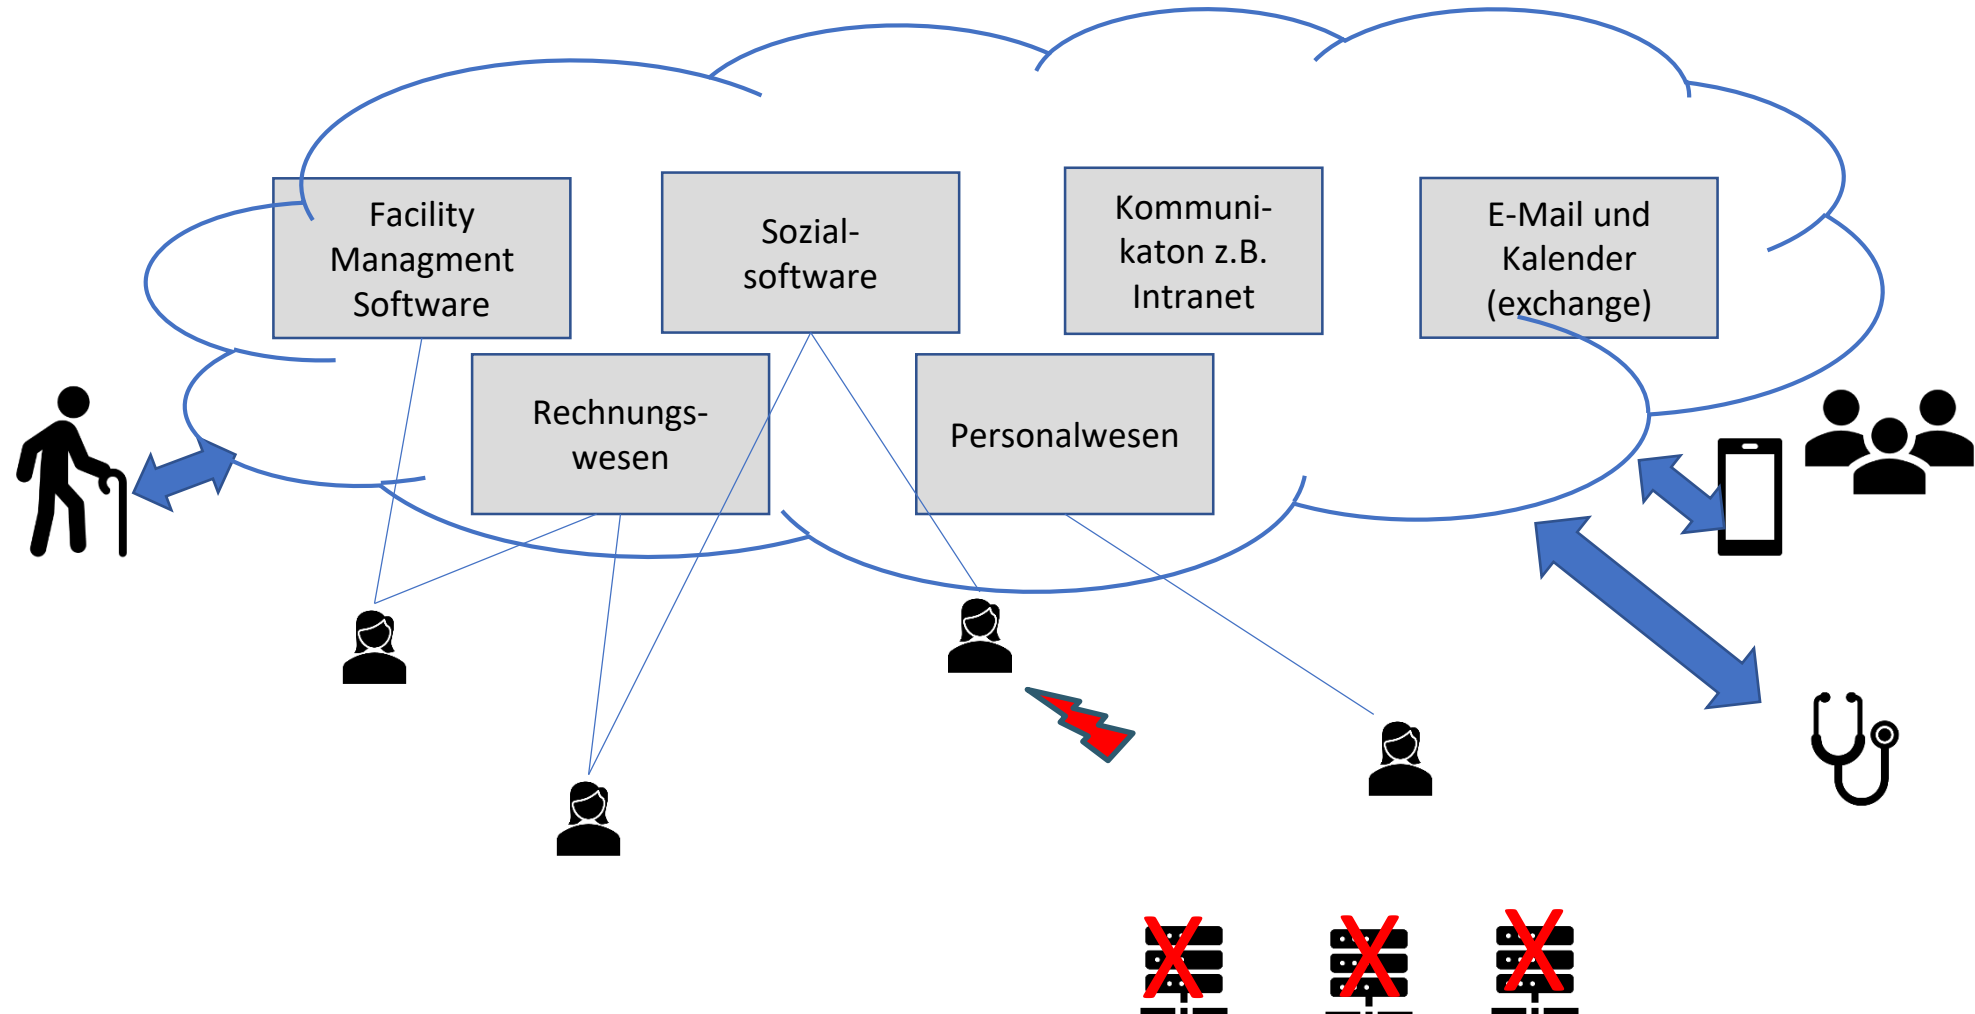 Facility
Managment
Software
Sozial-
software
Kommuni-
katon z.B.
Intranet
E-Mail und
Kalender
(exchange)
Rechnungs-
wesen
Personalwesen